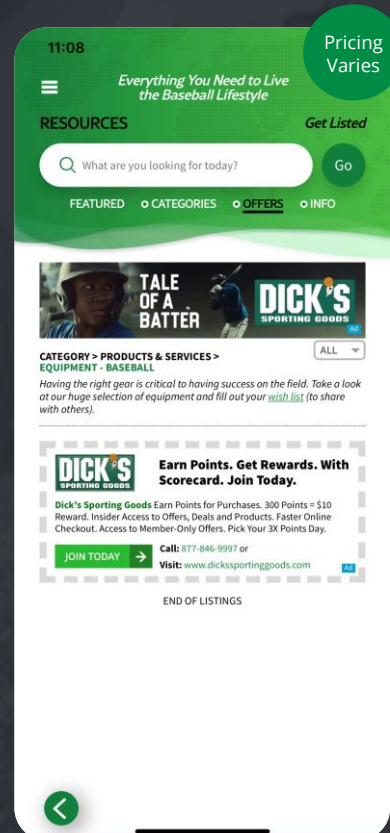 11:08
Pricing
Varies
Everything You Need to Live
the Baseball Lifestyle
RESOURCES
Get Listed
What are you looking for today?
Go
FEATURED
CATEGORIES
OFFERS
INFO
TALE
OF A
BATTER
DICK'S
SPORTING GOODS
Ad
CATEGORY > PRODUCTS & SERVICES >
EQUIPMENT - BASEBALL
ALL
Having the right gear is critical to having success on the field. Take a look
at our huge selection of equipment and fill out your wish list (to share
with others).
DICK'S
SPORTING GOODS
Earn Points. Get Rewards. With
Scorecard. Join Today.
Dick's Sporting Goods Earn Points for Purchases. 300 Points = $10
Reward. Insider Access to Offers, Deals and Products. Faster Online
Checkout. Access to Member-Only Offers. Pick Your 3X Points Day.
JOIN TODAY
Call: 877-846-9997 or
Visit: www.dickssportinggoods.com
Ad
END OF LISTINGS